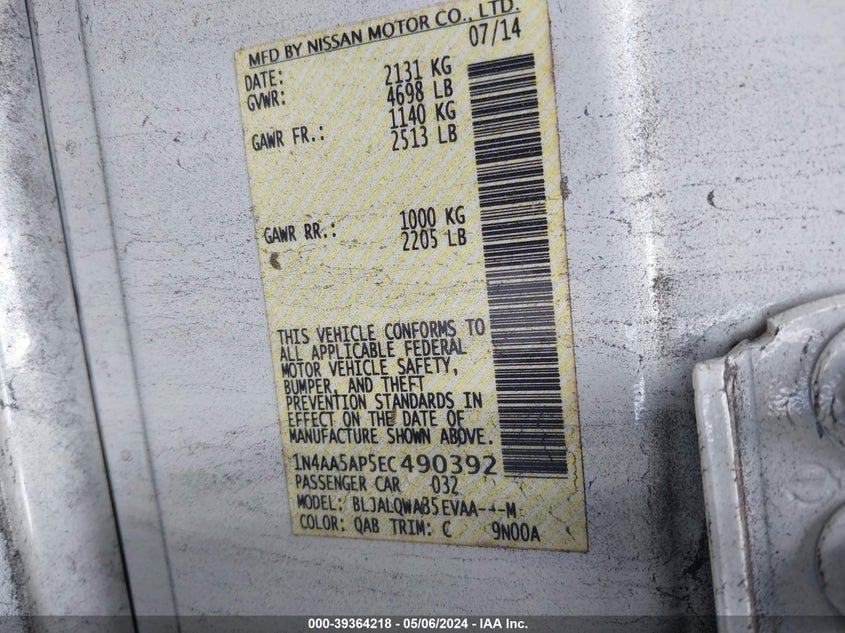 MFD BY NISSAN MOTOR CO., LTD.
DATE: 07/14
GVWR: 2131 KG
4698 LB
GAWR FR.: 1140 KG
2513 LB
GAWR RR.: 1000 KG
2205 LB
THIS VEHICLE CONFORMS TO
ALL APPLICABLE FEDERAL
MOTOR VEHICLE SAFETY,
BUMPER, AND THEFT
PREVENTION STANDARDS IN
EFFECT ON THE DATE OF
MANUFACTURE SHOWN ABOVE.
1N4AA5AP5EC490392
PASSENGER CAR 032
MODEL: BLJALQWA35EVAA---M
COLOR: QAB TRIM: C 9N00A
000-39364218 - 05/06/2024 - IAA Inc.